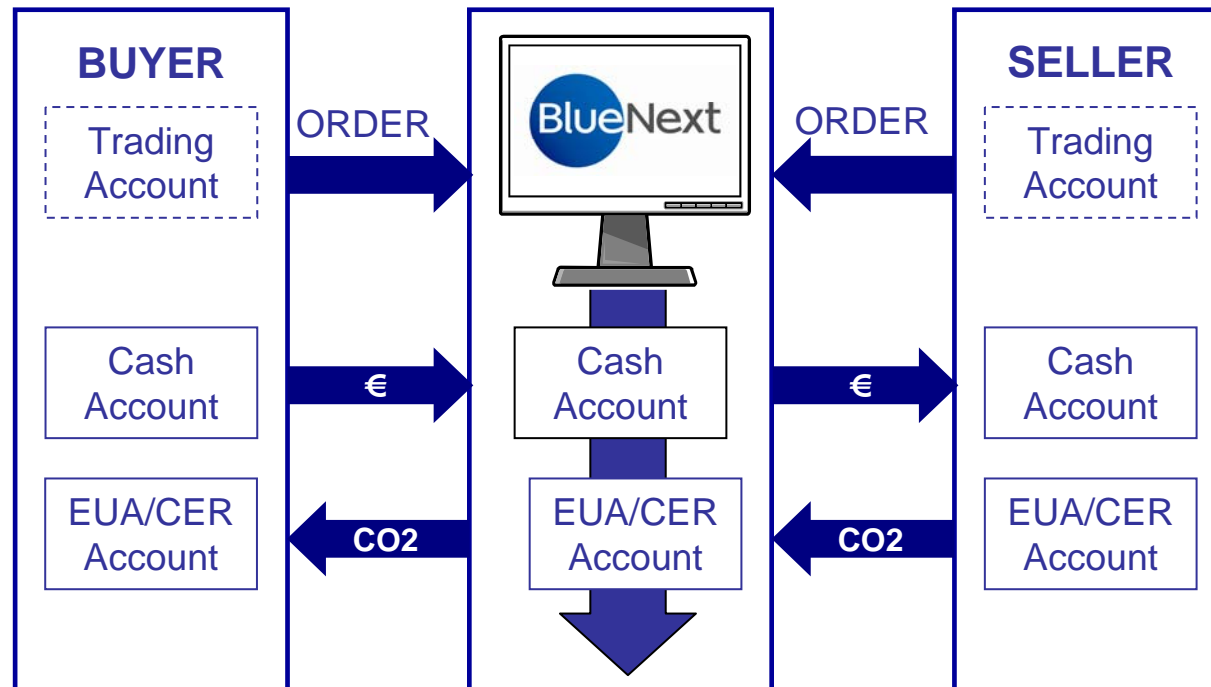 BUYER
Trading
Account
ORDER
BlueNext
ORDER
SELLER
Trading
Account
Cash
Account
€
Cash
Account
€
Cash
Account
EUA/CER
Account
CO2
EUA/CER
Account
CO2
EUA/CER
Account